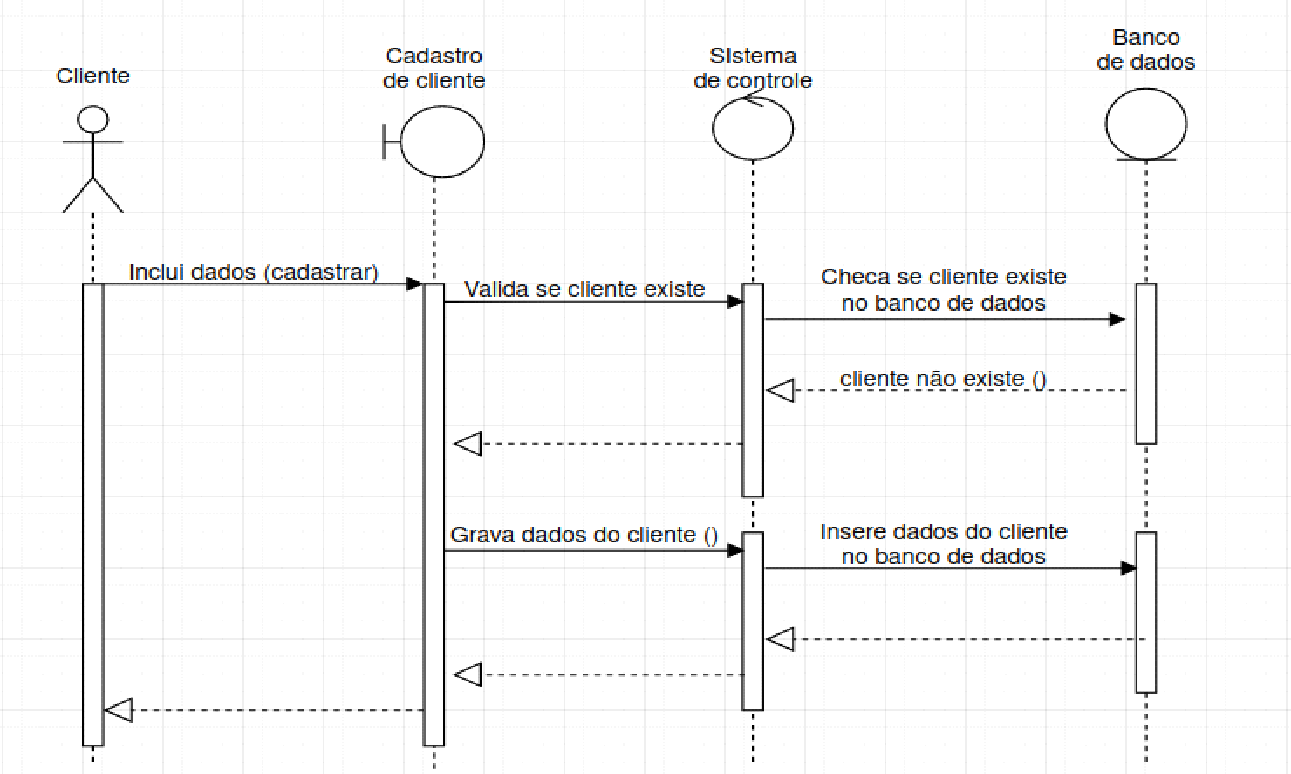 Cliente
Cadastro
de cliente
SIstema
de controle
Banco
de dados
Inclui dados (cadastrar)
Valida se cliente existe
Checa se cliente existe
no banco de dados
cliente não existe ()
Grava dados do cliente ()
Insere dados do cliente
no banco de dados